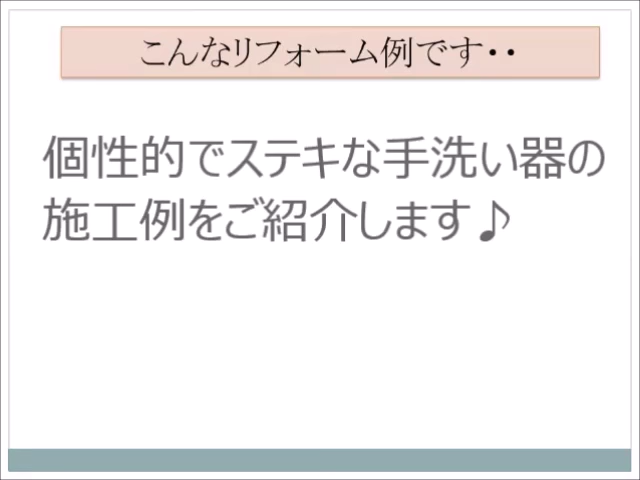 こんなリフォーム例です・・
個性的でステキな手洗い器の
施工例をご紹介します♪